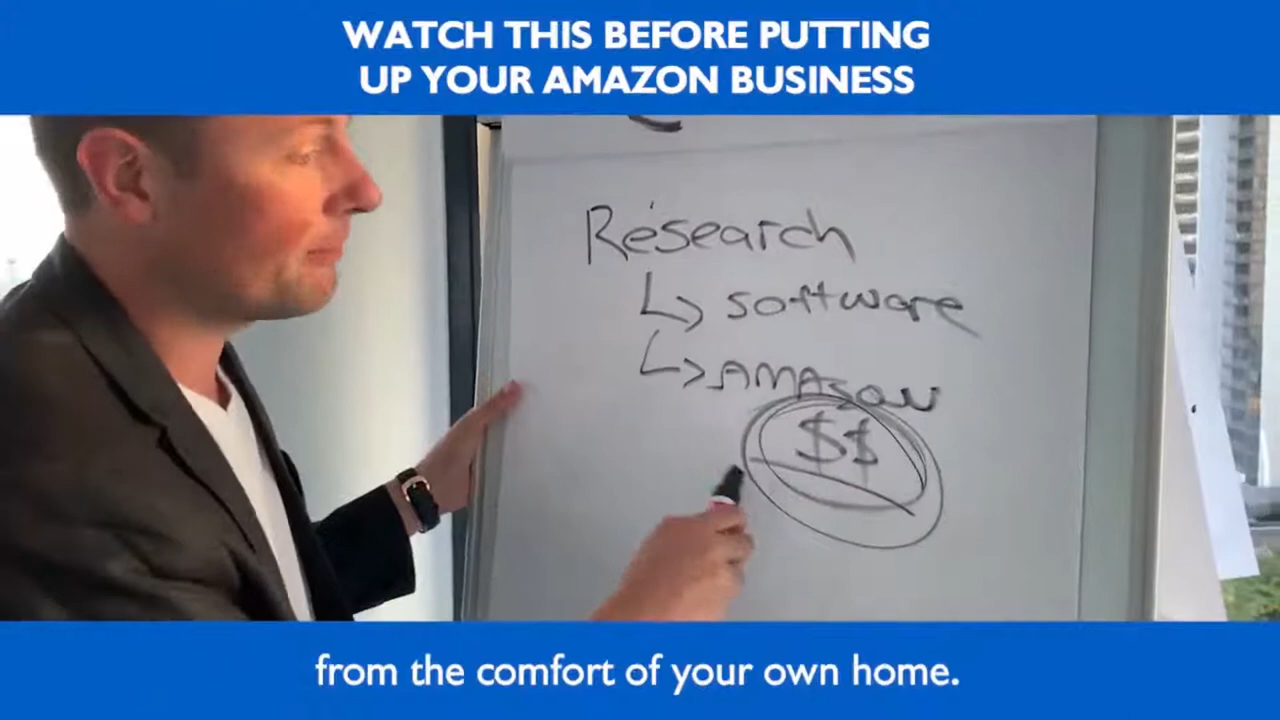 WATCH THIS BEFORE PUTTING
UP YOUR AMAZON BUSINESS
Research
software
AMAZON
$$
from the comfort of your own home.